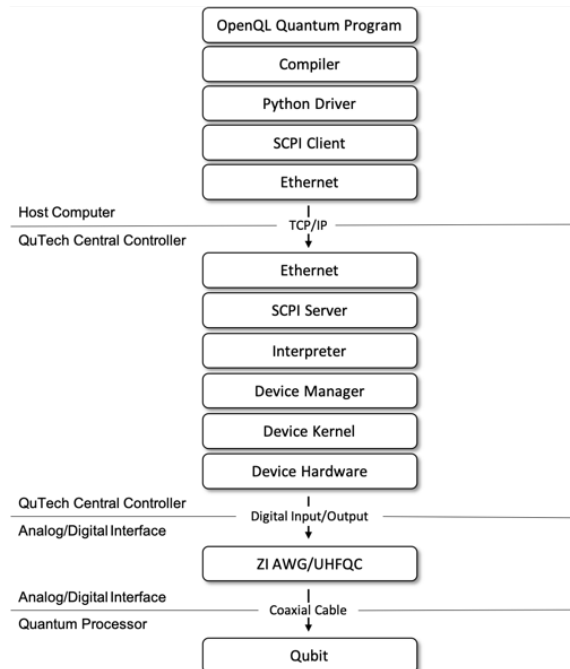 OpenQL Quantum Program
Compiler
Python Driver
SCPI Client
Ethernet
Host Computer
TCP/IP
QuTech Central Controller
Ethernet
SCPI Server
Interpreter
Device Manager
Device Kernel
Device Hardware
QuTech Central Controller
Digital Input/Output
Analog/Digital Interface
ZI AWG/UHFQC
Analog/Digital Interface
Coaxial Cable
Quantum Processor
Qubit